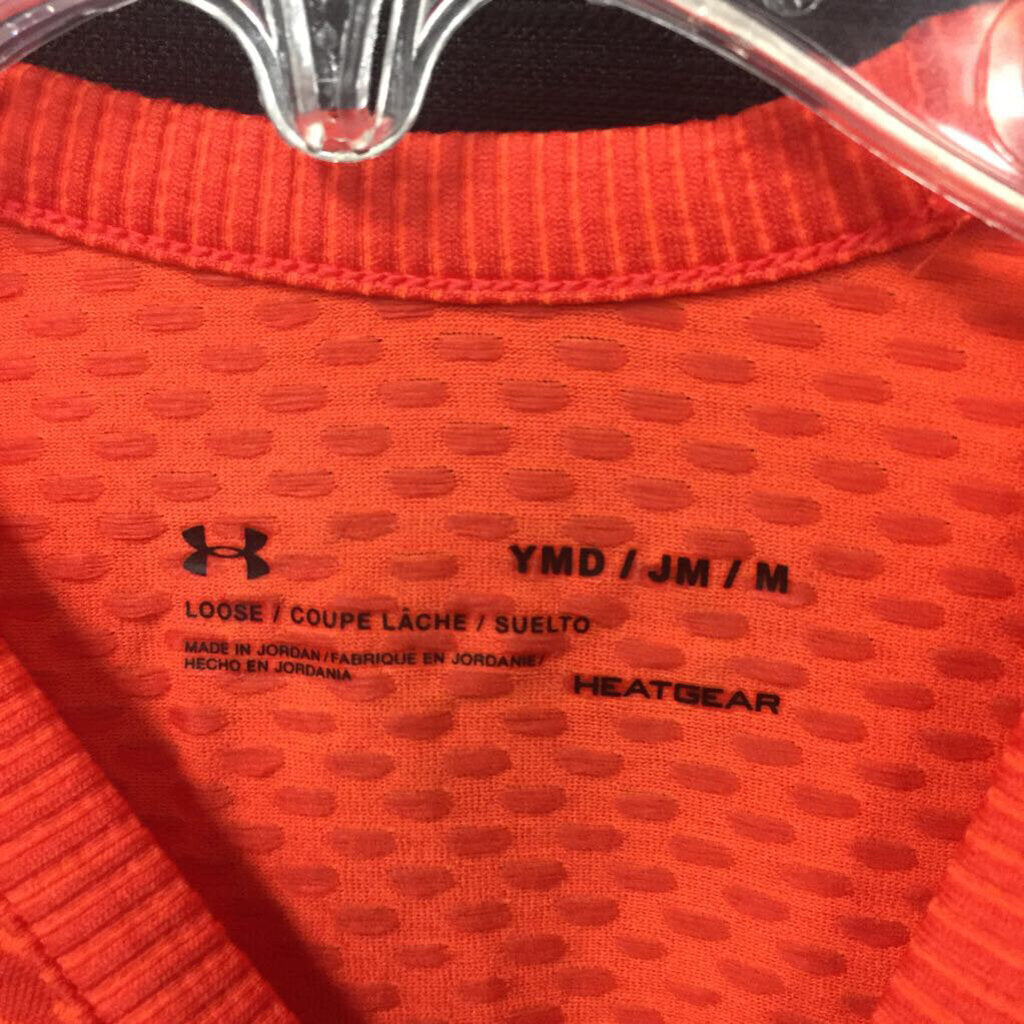 YMD / JM / M
LOOSE / COUPE LÂCHE / SUELTO
MADE IN JORDAN/FABRIQUE EN JORDANIE/
HECHO EN JORDANIA
HEATGEAR